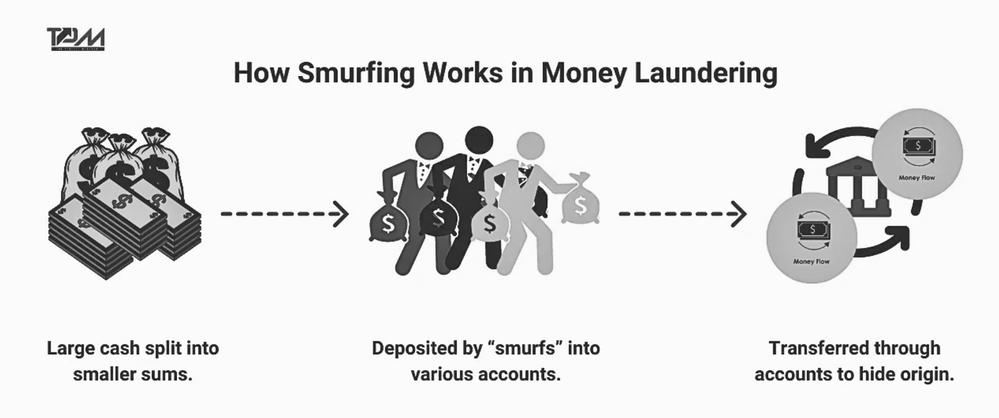 TPM
How Smurfing Works in Money Laundering
$
$
$
$
$
$
$
$
$
$
$
$
$
$
Money Flow
$
Money Flow
Large cash split into
smaller sums.
Deposited by “smurfs” into
various accounts.
Transferred through
accounts to hide origin.